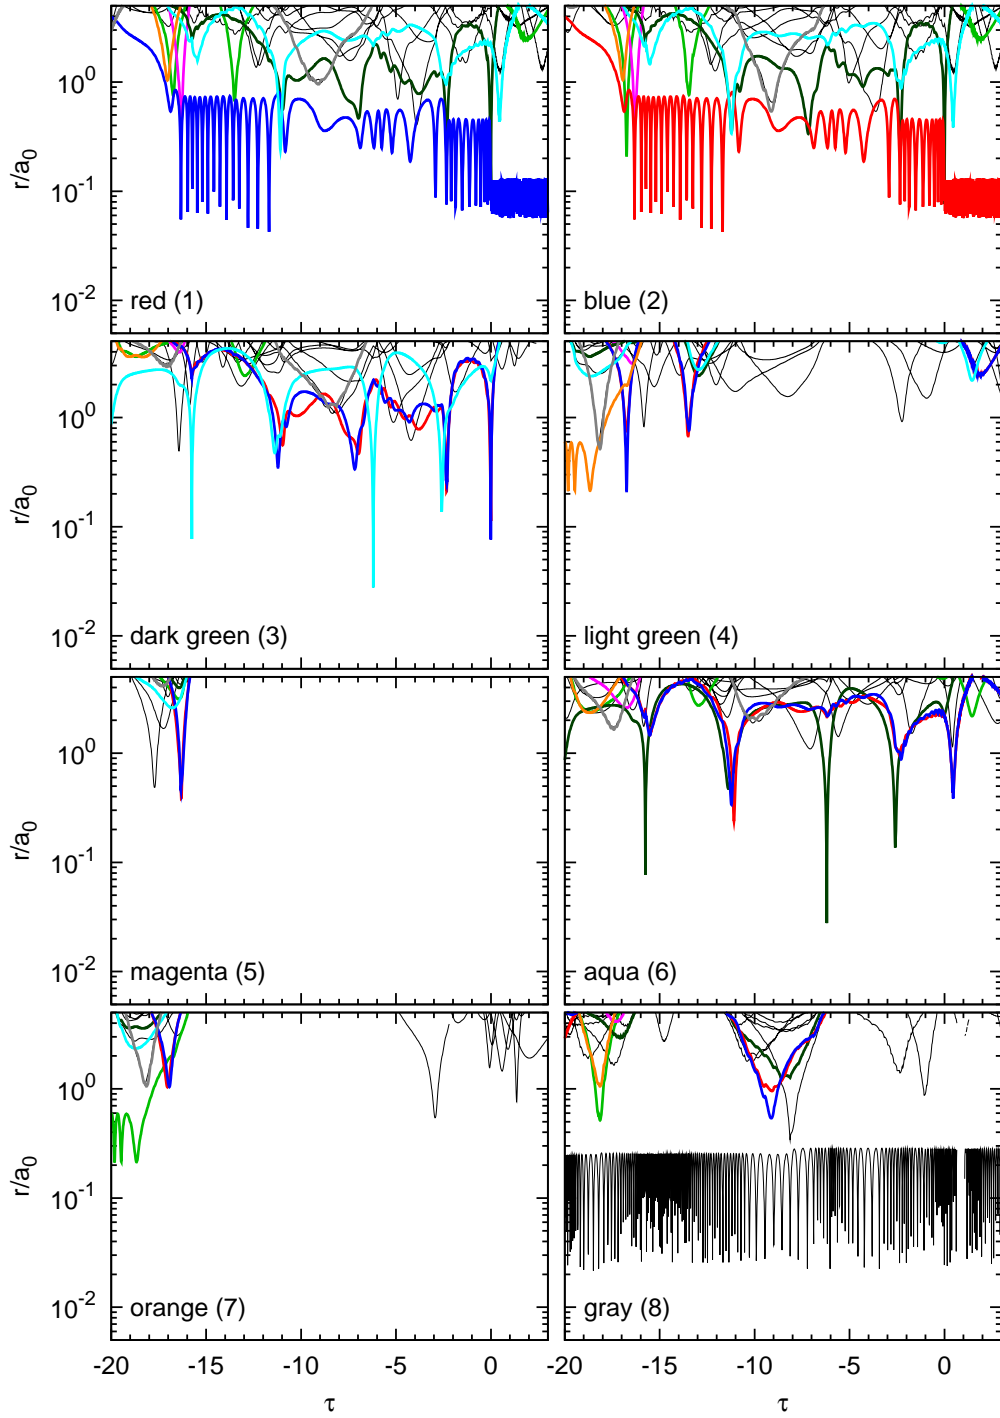 r/a0
10^0
10^-1
10^-2
red (1)
blue (2)
r/a0
10^0
10^-1
10^-2
dark green (3)
light green (4)
r/a0
10^0
10^-1
10^-2
magenta (5)
aqua (6)
r/a0
10^0
10^-1
10^-2
orange (7)
gray (8)
-20 -15 -10 -5 0 -20 -15 -10 -5 0
τ τ